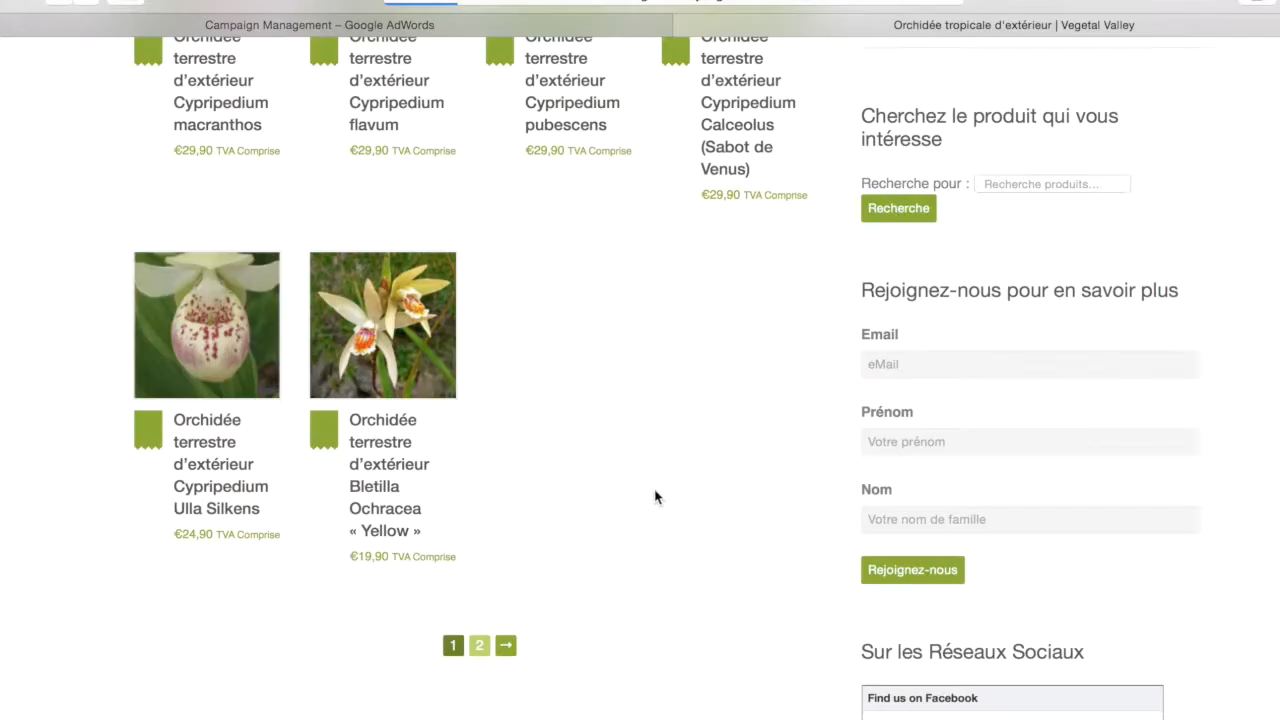 Campaign Management – Google AdWords
Orchidée tropicale d'extérieur | Vegetal Valley
Orchidée
terrestre
d’extérieur
Cypripedium
macranthos
€29,90 TVA Comprise
Orchidée
terrestre
d’extérieur
Cypripedium
flavum
€29,90 TVA Comprise
Orchidée
terrestre
d’extérieur
Cypripedium
pubescens
€29,90 TVA Comprise
Orchidée
terrestre
d’extérieur
Cypripedium
Calceolus
(Sabot de
Venus)
€29,90 TVA Comprise
Orchidée
terrestre
d’extérieur
Cypripedium
Ulla Silkens
€24,90 TVA Comprise
Orchidée
terrestre
d’extérieur
Bletilla
Ochracea
« Yellow »
€19,90 TVA Comprise
1 2 →
Cherchez le produit qui vous
intéresse
Recherche pour : Recherche produits...
Recherche
Rejoignez-nous pour en savoir plus
Email
eMail
Prénom
Votre prénom
Nom
Votre nom de famille
Rejoignez-nous
Sur les Réseaux Sociaux
Find us on Facebook